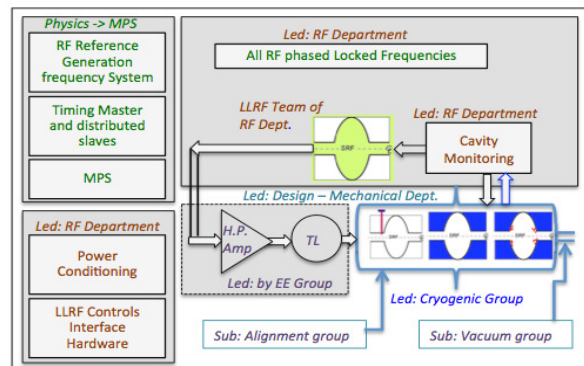 Physics -> MPS
RF Reference
Generation
frequency System
Timing Master
and distributed
slaves
MPS
Led: RF Department
Power
Conditioning
LLRF Controls
Interface
Hardware
Led: RF Department
All RF phased Locked Frequencies
LLRF Team of
RF Dept.
SRF
Led: RF Department
Cavity
Monitoring
Led: Design – Mechanical Dept.
H.P.
Amp
TL
Led: by EE Group
SRF
SRF
SRF
Led: Cryogenic Group
Sub: Alignment group
Sub: Vacuum group